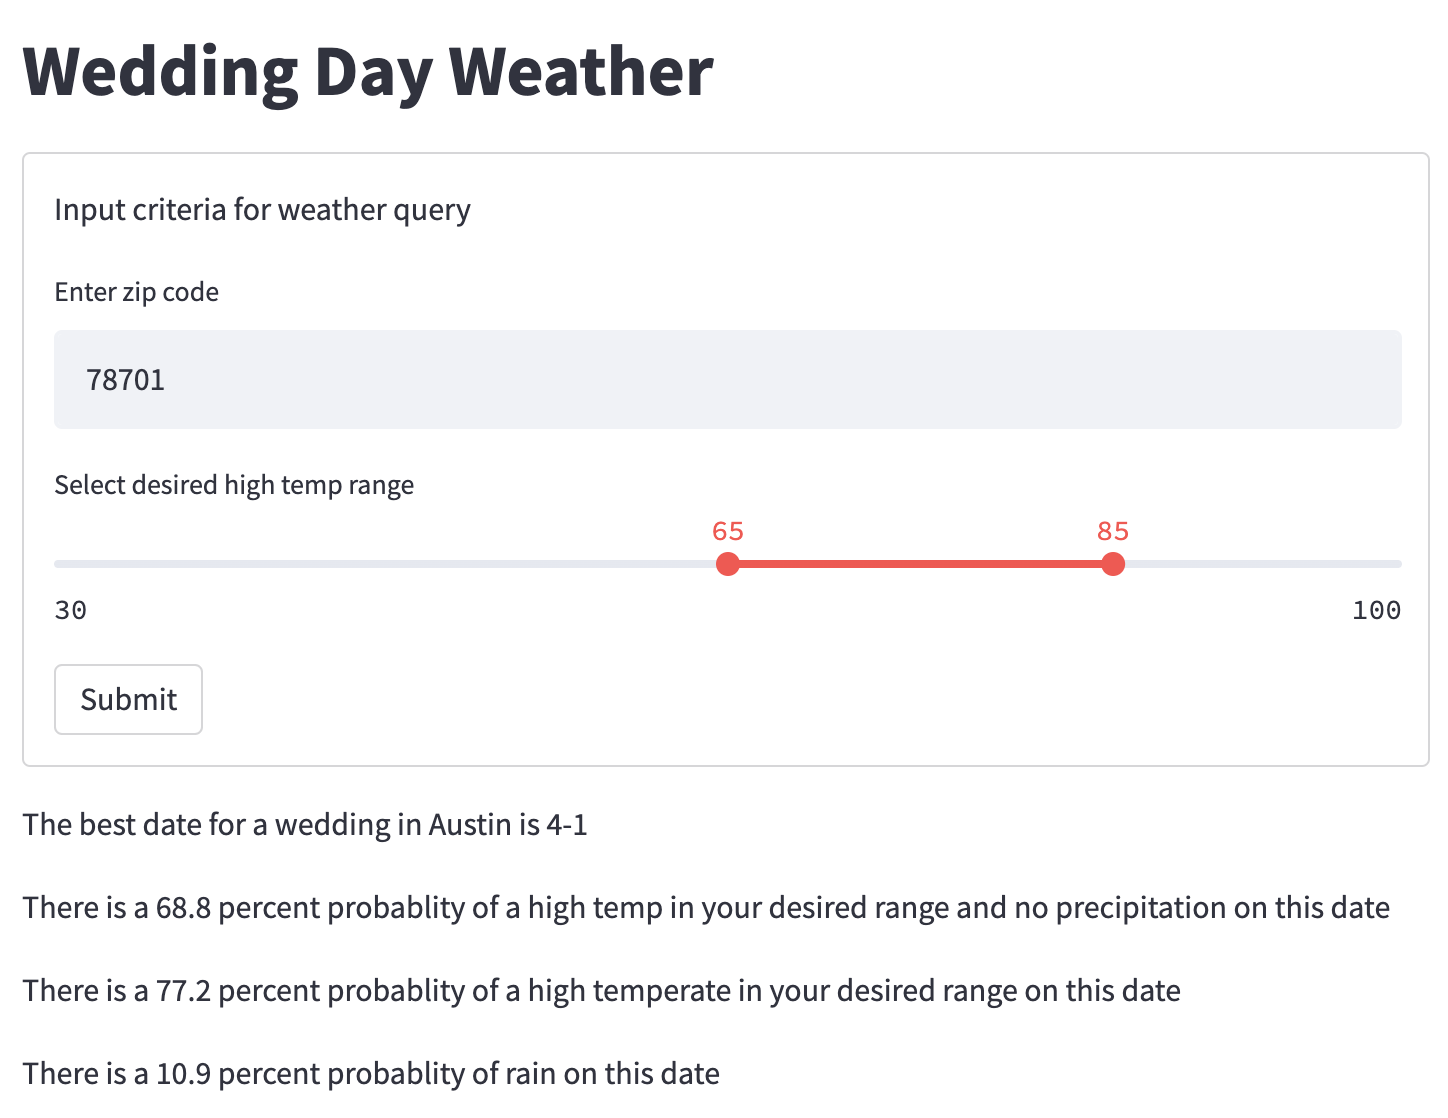 Wedding Day Weather
Input criteria for weather query
Enter zip code
78701
Select desired high temp range
65 85
30 100
Submit
The best date for a wedding in Austin is 4-1
There is a 68.8 percent probablity of a high temp in your desired range and no precipitation on this date
There is a 77.2 percent probablity of a high temperate in your desired range on this date
There is a 10.9 percent probablity of rain on this date